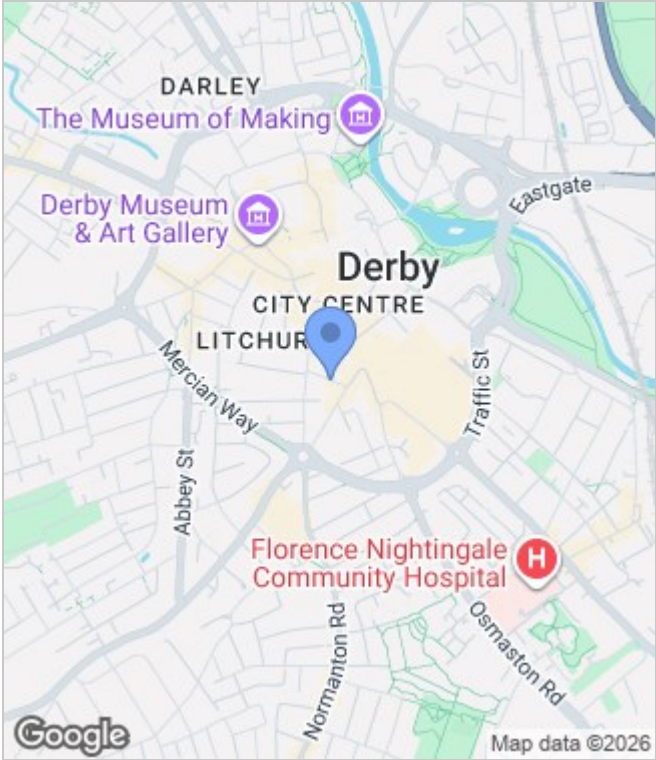 DARLEY
The Museum of Making
Eastgate
Derby Museum
& Art Gallery
Derby
CITY CENTRE
LITCHUR
Mercian Way
Traffic St
Abbey St
Florence Nightingale
Community Hospital
H
Osmaston Rd
Normanton Rd
Google
Map data ©2026